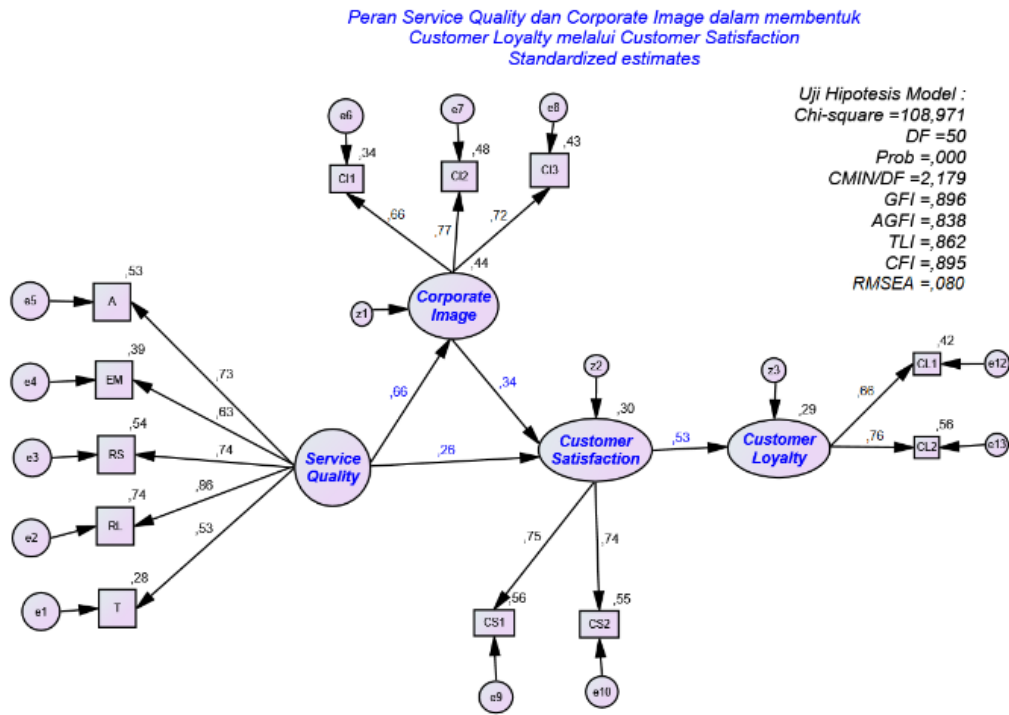 Peran Service Quality dan Corporate Image dalam membentuk
Customer Loyalty melalui Customer Satisfaction
Standardized estimates
Uji Hipotesis Model :
Chi-square =108,971
DF =50
Prob =,000
CMIN/DF =2,179
GFI =,896
AGFI =,838
TLI =,862
CFI =,895
RMSEA =,080
e6
e7
e8
,34
,48
,43
CI1
CI2
CI3
,66
,77
,72
,44
Corporate
Image
z1
,53
e5
A
,73
,39
e4
EM
,63
,54
e3
RS
,74
,74
e2
RL
,86
,28
e1
T
,53
Service
Quality
,66
,34
,26
z2
,30
Customer
Satisfaction
,53
z3
,29
Customer
Loyalty
,66
,42
CL1
e12
,76
,56
CL2
e13
,75
,74
,56
CS1
,55
CS2
e9
e10